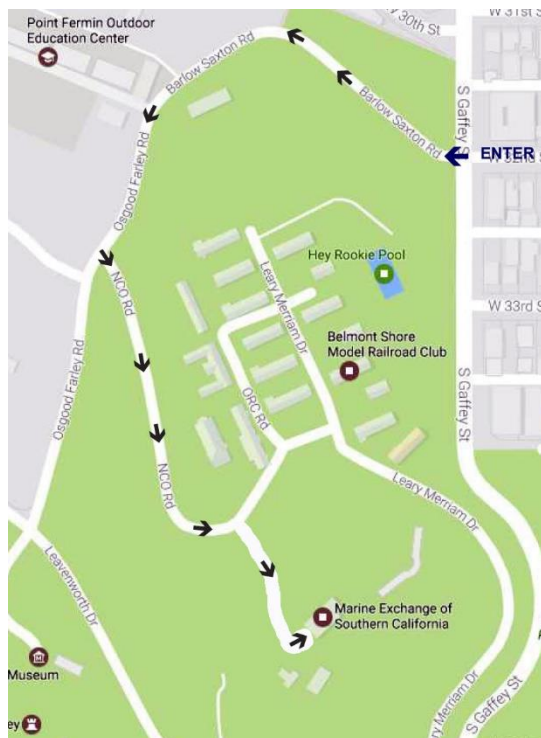 W 31st S
W 30th St
Point Fermin Outdoor
Education Center
Barlow Saxton Rd
Barlow Saxton Rd
S Gaffey St
ENTER
W 32nd S
Osgood Farley Rd
Hey Rookie Pool
Leary Merriam Dr
NCO Rd
W 33rd S
Belmont Shore
Model Railroad Club
Osgood Farley Rd
ORC Rd
S Gaffey St
NCO Rd
Leary Merriam Dr
Leavenworth Dr
Marine Exchange of
Southern California
Museum
Leary Merriam Dr
S Gaffey St
ey